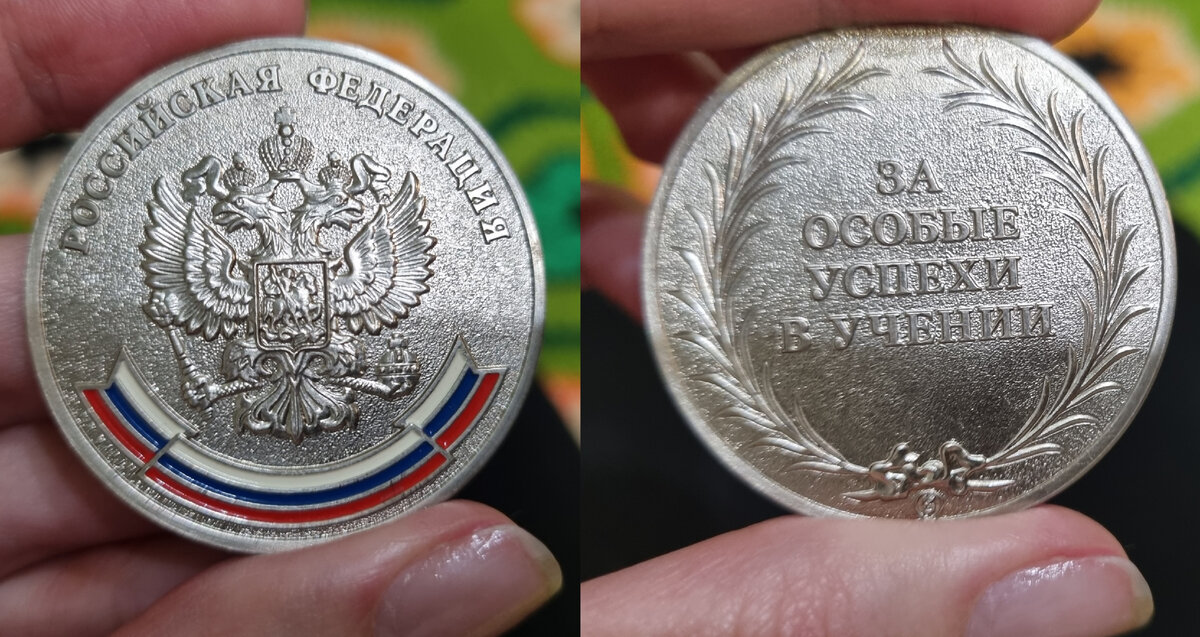 РОССИЙСКАЯ ФЕДЕРАЦИЯ
ЗА
ОСОБЫЕ
УСПЕХИ
В УЧЕНИИ